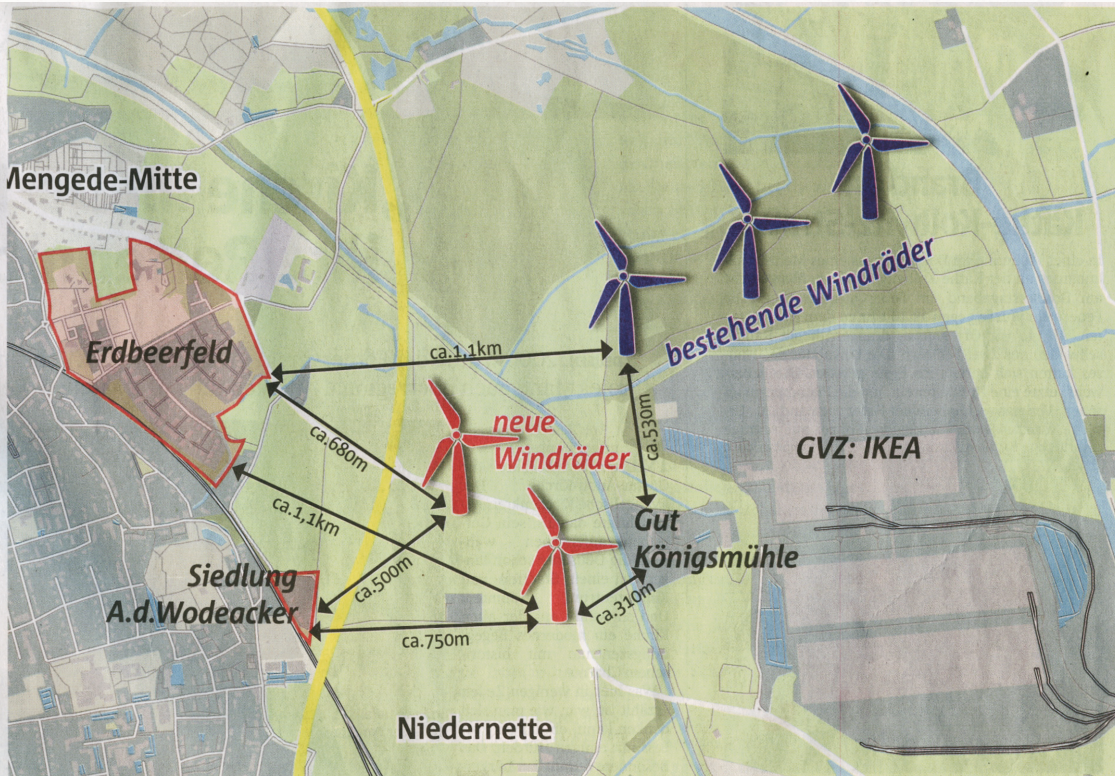 Mengede-Mitte
bestehende Windräder
Erdbeerfeld
ca.1,1km
neue
Windräder
ca.680m
ca.530m
GVZ: IKEA
ca.1,1km
Gut
Königsmühle
Siedlung
A.d.Wodeacker
ca.500m
ca.310m
ca.750m
Niedernette